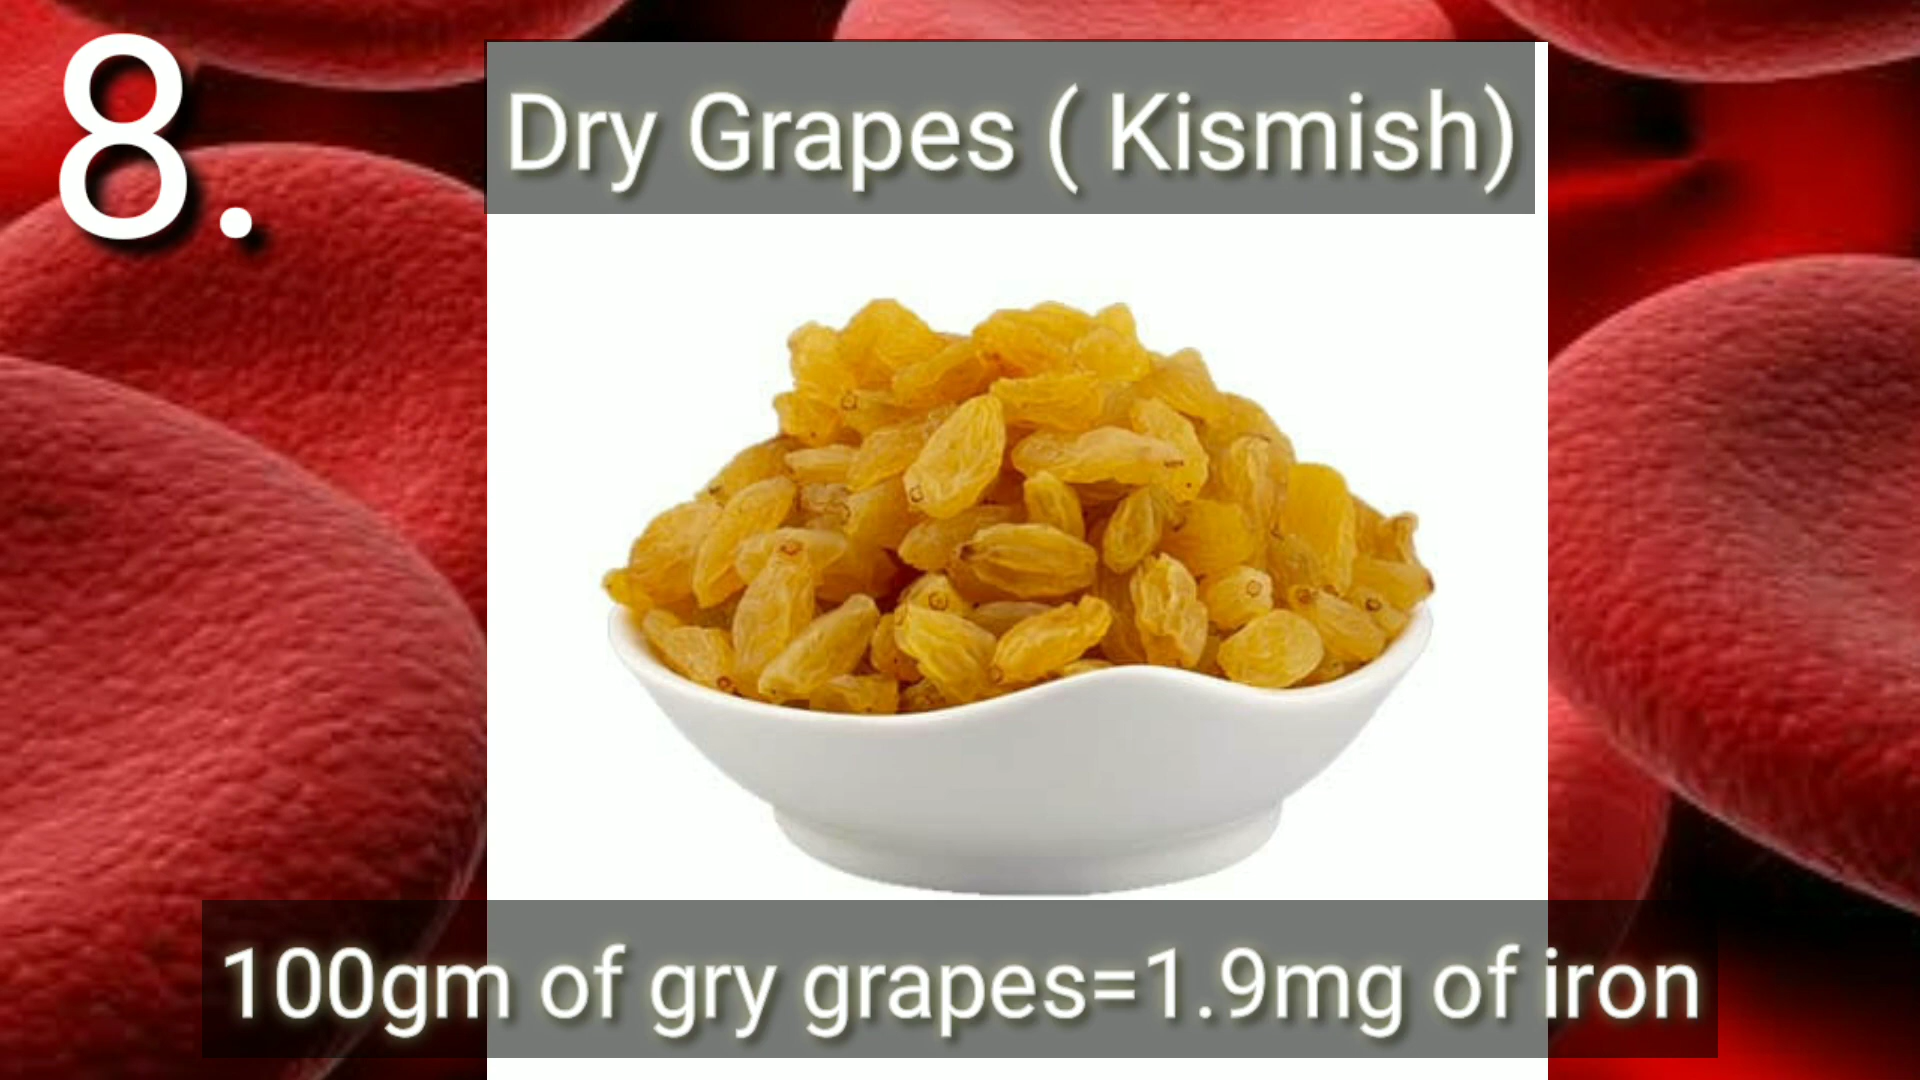 8.
Dry Grapes ( Kismish)
100gm of gry grapes=1.9mg of iron